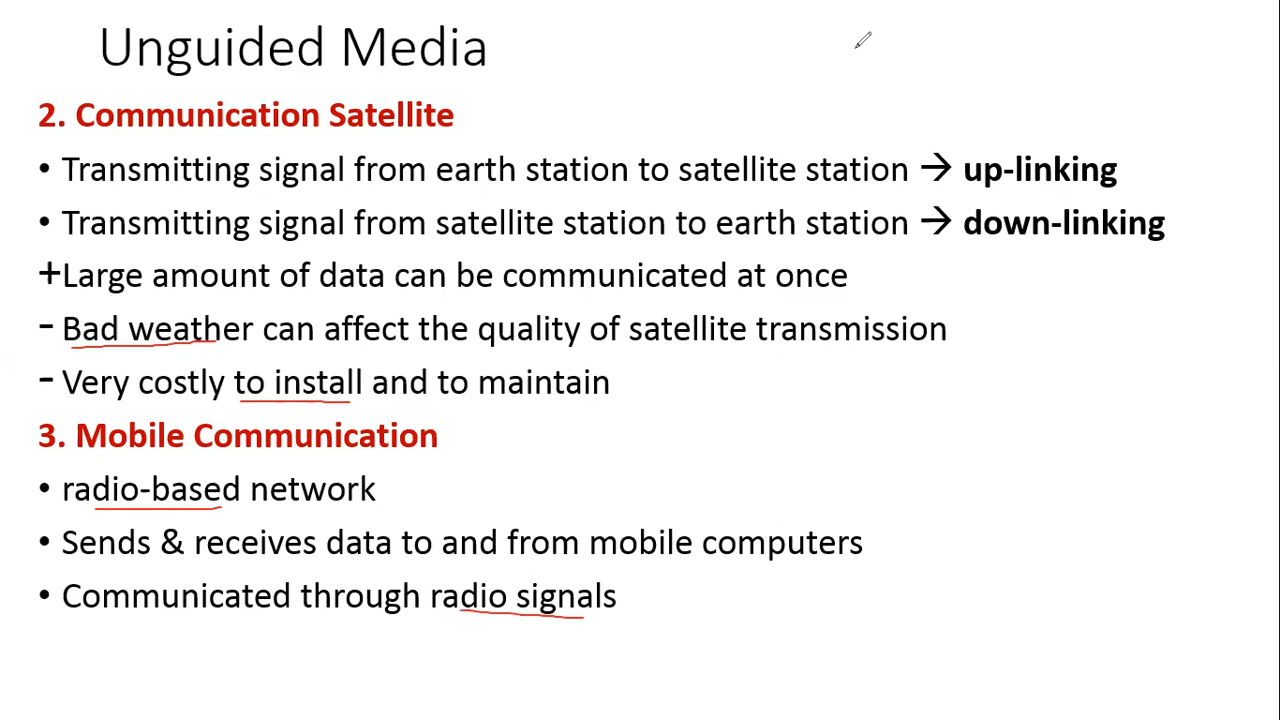 Unguided Media
2. Communication Satellite
• Transmitting signal from earth station to satellite station → up-linking
• Transmitting signal from satellite station to earth station → down-linking
+Large amount of data can be communicated at once
- Bad weather can affect the quality of satellite transmission
- Very costly to install and to maintain
3. Mobile Communication
• radio-based network
• Sends & receives data to and from mobile computers
• Communicated through radio signals